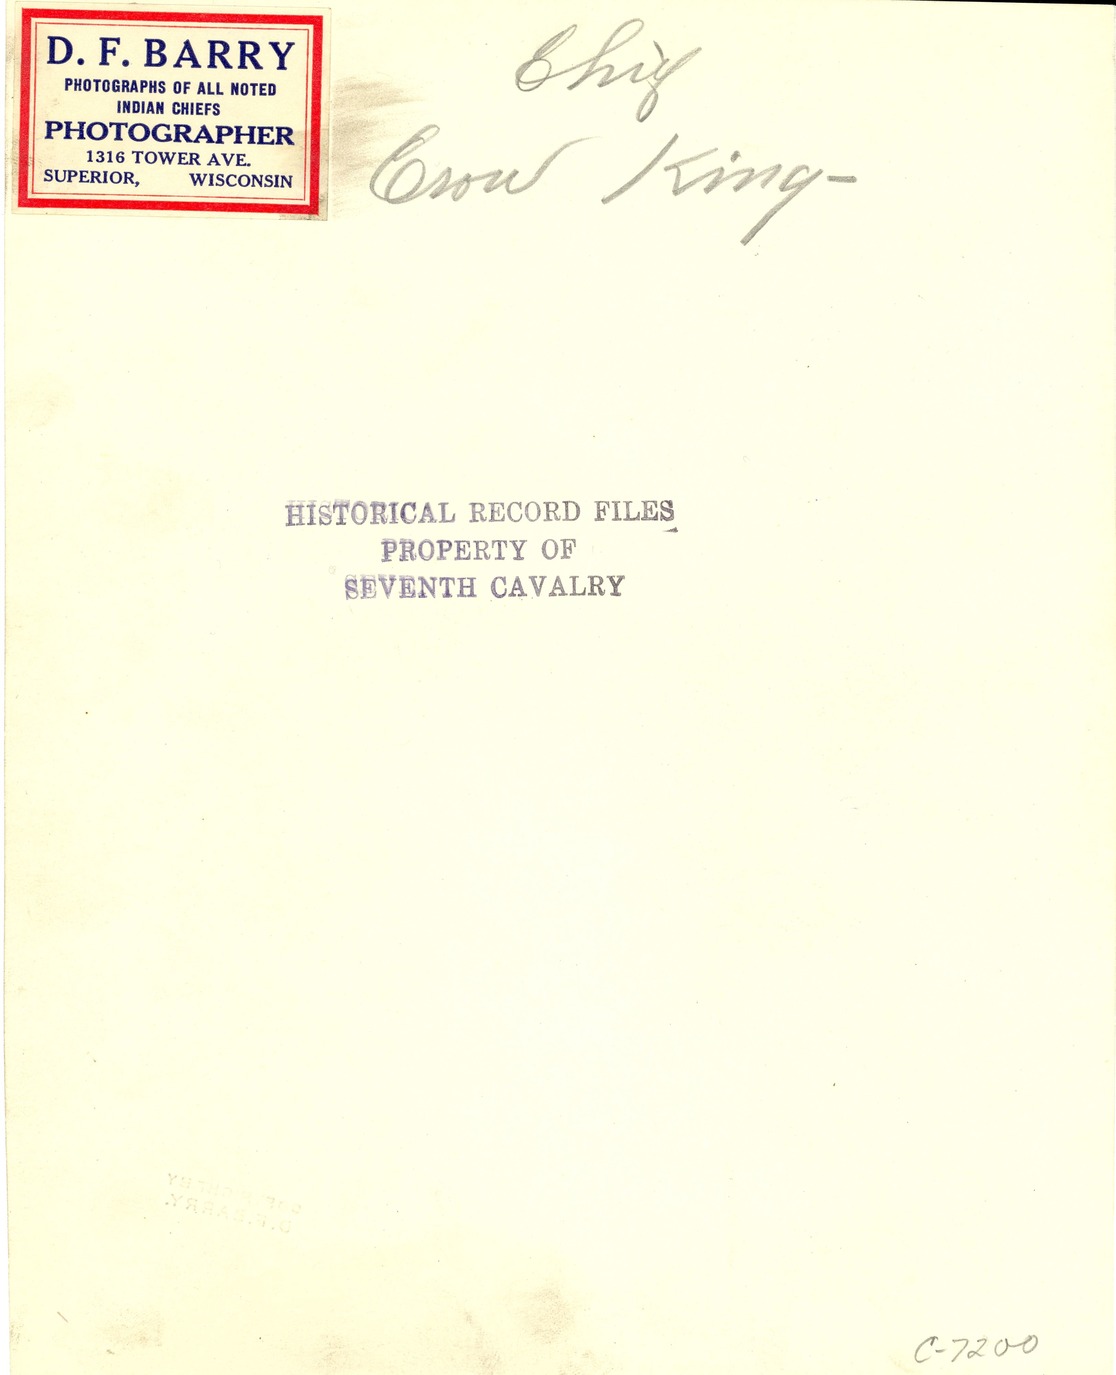 D. F. BARRY
PHOTOGRAPHS OF ALL NOTED
INDIAN CHIEFS
PHOTOGRAPHER
1316 TOWER AVE.
SUPERIOR, WISCONSIN
Chief
Crow King-
HISTORICAL RECORD FILES
PROPERTY OF
SEVENTH CAVALRY
D.F. BARRY.
C-7200